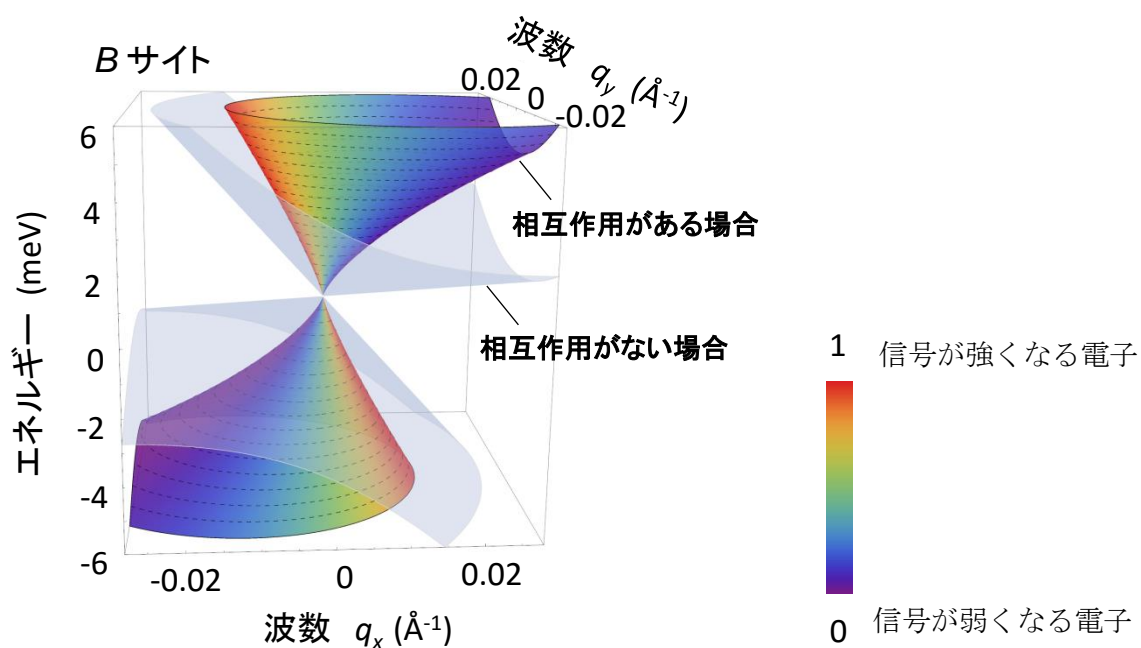 B サイト
波数 qy (Å-1)
0.02
0
-0.02
6
4
2
0
-2
-4
-6
エネルギー (meV)
相互作用がある場合
相互作用がない場合
-0.02
0
0.02
波数 qx (Å-1)
1 信号が強くなる電子
0 信号が弱くなる電子